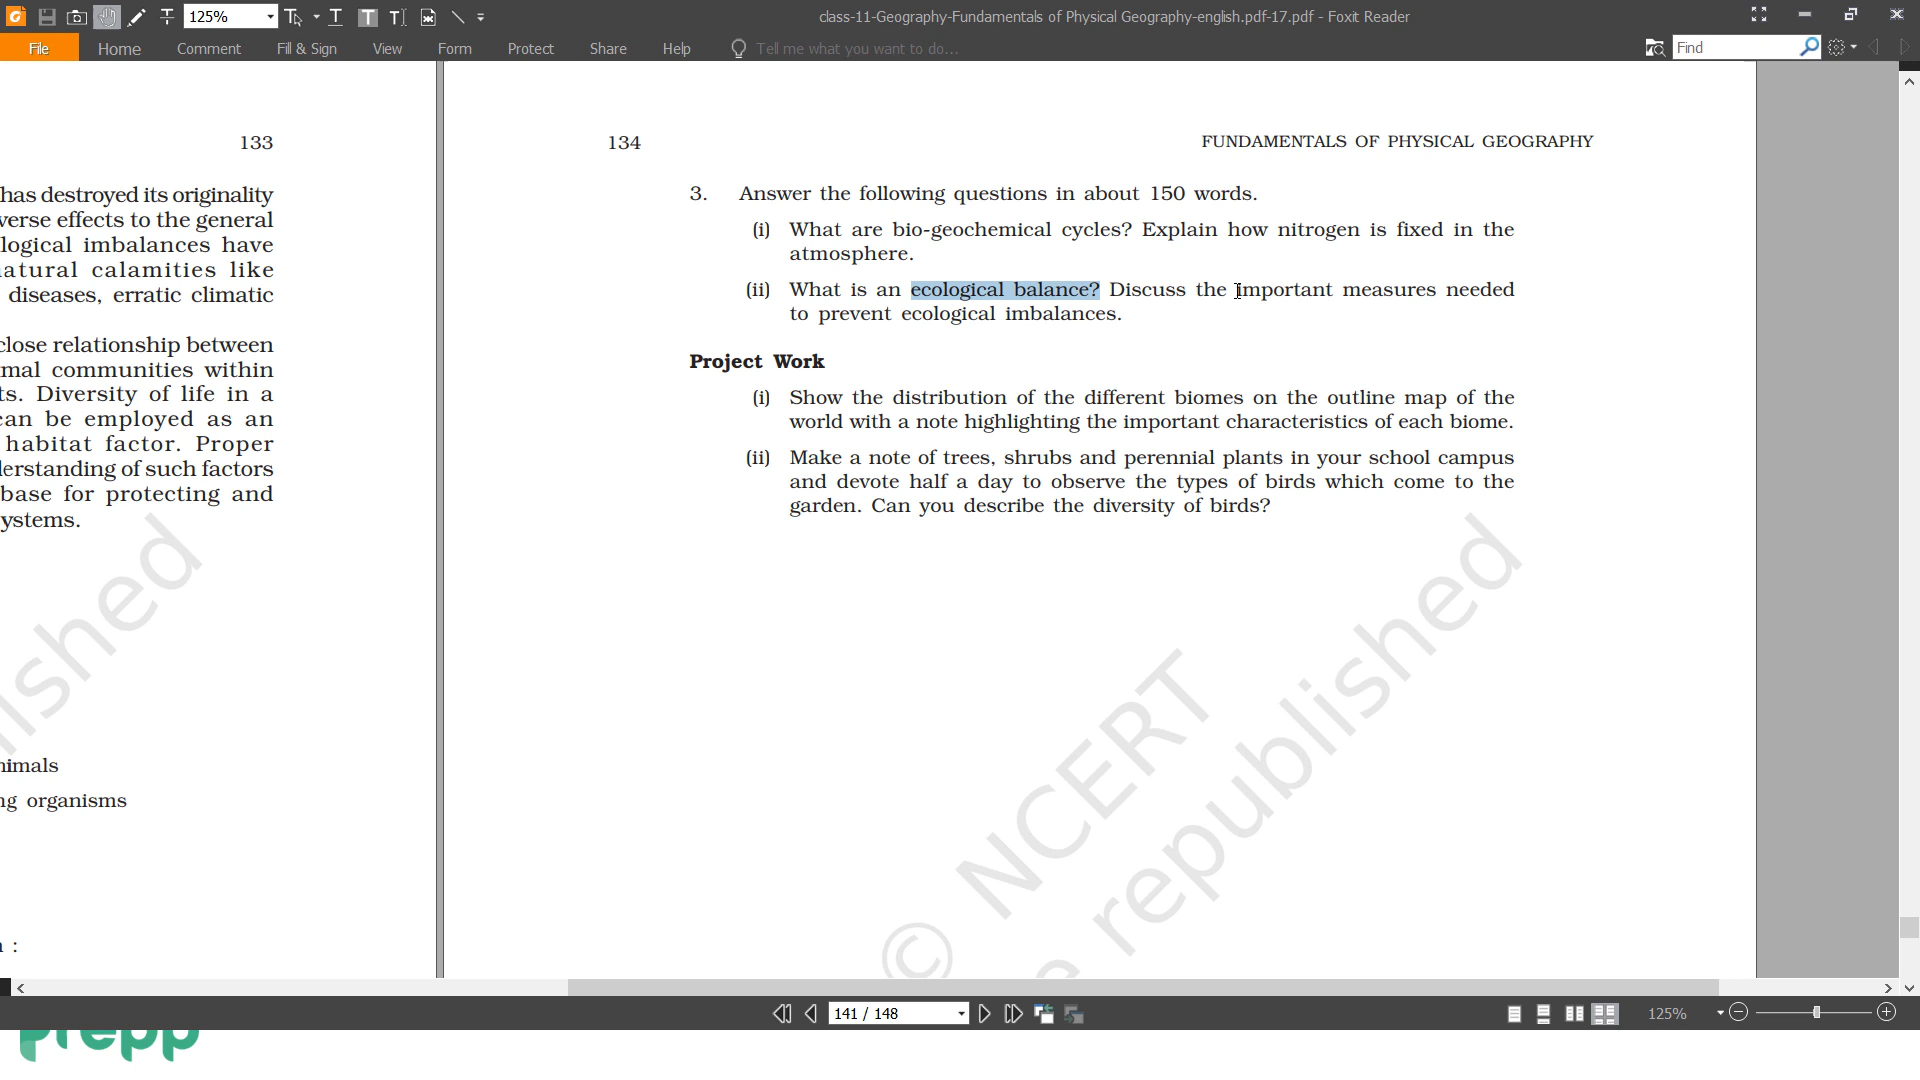 125%
class-11-Geography-Fundamentals of Physical Geography-english.pdf-17.pdf - Foxit Reader
File Home Comment Fill & Sign View Form Protect Share Help Tell me what you want to do... Find
133
has destroyed its originality
verse effects to the general
logical imbalances have
natural calamities like
diseases, erratic climatic
close relationship between
mal communities within
ts. Diversity of life in a
can be employed as an
habitat factor. Proper
derstanding of such factors
base for protecting and
ystems.
nimals
ng organisms
:
134 FUNDAMENTALS OF PHYSICAL GEOGRAPHY
3. Answer the following questions in about 150 words.
(i) What are bio-geochemical cycles? Explain how nitrogen is fixed in the
atmosphere.
(ii) What is an ecological balance? Discuss the important measures needed
to prevent ecological imbalances.
Project Work
(i) Show the distribution of the different biomes on the outline map of the
world with a note highlighting the important characteristics of each biome.
(ii) Make a note of trees, shrubs and perennial plants in your school campus
and devote half a day to observe the types of birds which come to the
garden. Can you describe the diversity of birds?
shed
© NCERT
e republished
141 / 148
125%
prepp